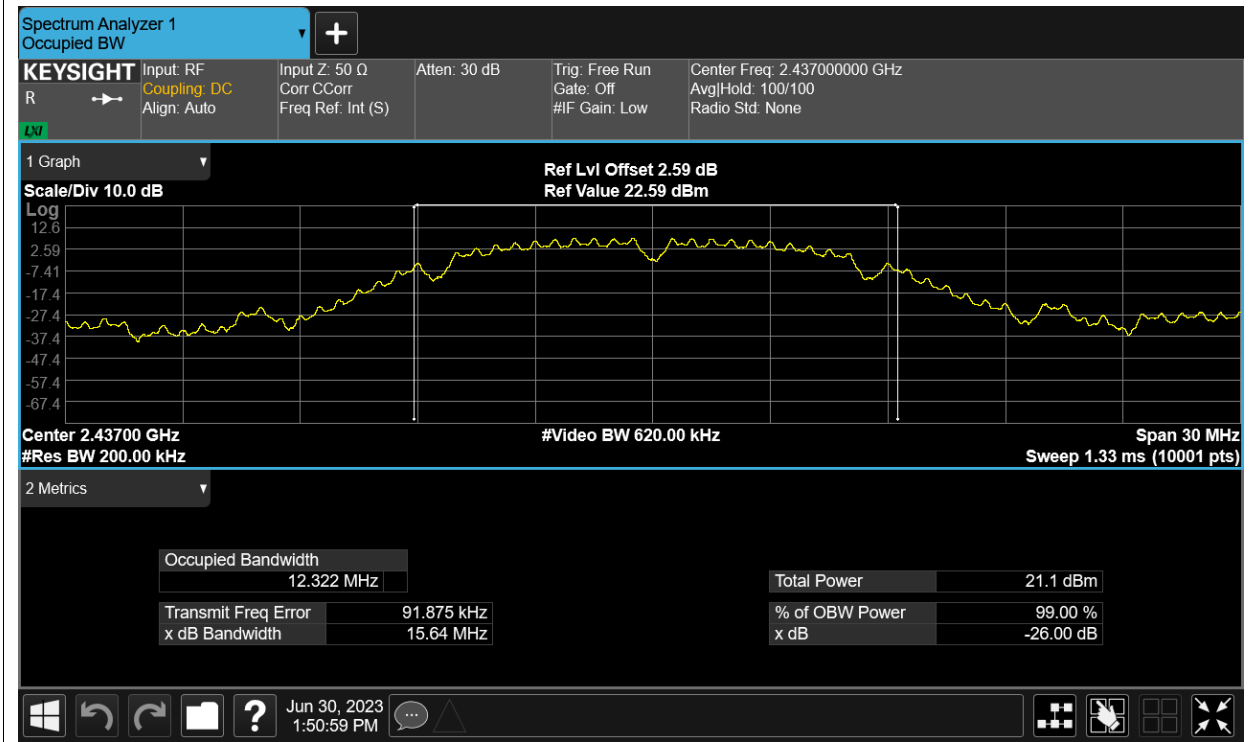 Spectrum Analyzer 1
Occupied BW
KEYSIGHT
R
LXI
Input: RF
Coupling: DC
Align: Auto
Input Z: 50 Ω
Corr CCorr
Freq Ref: Int (S)
Atten: 30 dB
Trig: Free Run
Gate: Off
#IF Gain: Low
Center Freq: 2.437000000 GHz
Avg|Hold: 100/100
Radio Std: None
1 Graph
Scale/Div 10.0 dB
Ref Lvl Offset 2.59 dB
Ref Value 22.59 dBm
Log
12.6
2.59
-7.41
-17.4
-27.4
-37.4
-47.4
-57.4
-67.4
Center 2.43700 GHz
#Video BW 620.00 kHz
Span 30 MHz
#Res BW 200.00 kHz
Sweep 1.33 ms (10001 pts)
2 Metrics
Occupied Bandwidth
12.322 MHz
Total Power 21.1 dBm
Transmit Freq Error 91.875 kHz
% of OBW Power 99.00 %
x dB Bandwidth 15.64 MHz
x dB -26.00 dB
?
Jun 30, 2023
1:50:59 PM